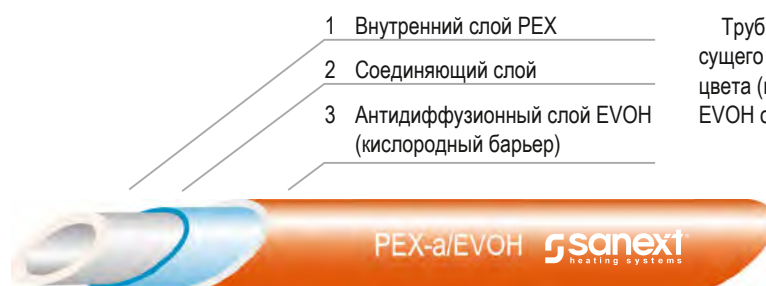 1 Внутренний слой PEX
2 Соединяющий слой
3 Антидиффузионный слой EVOH
(кислородный барьер)
Труб
сущего
цвета (
EVOH
PEX-a/EVOH sanext
heating systems